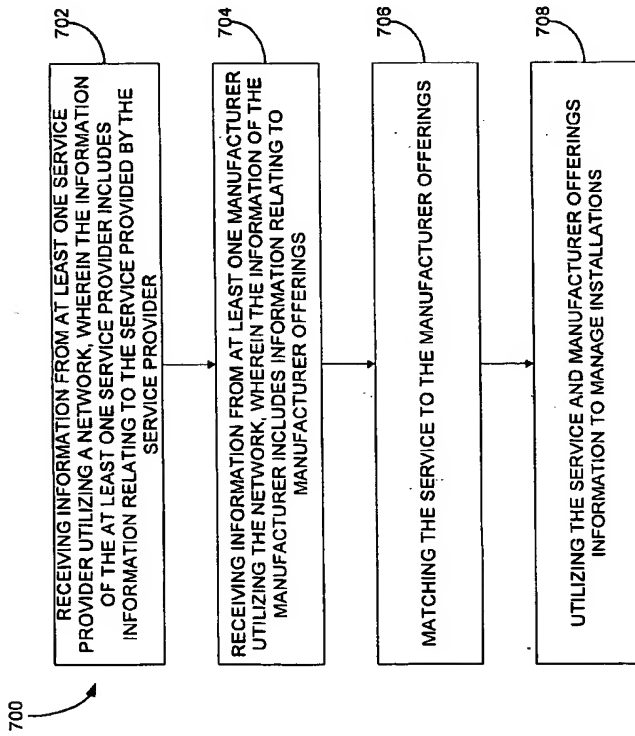 700
702
RECEIVING INFORMATION FROM AT LEAST ONE SERVICE
PROVIDER UTILIZING A NETWORK, WHEREIN THE INFORMATION
OF THE AT LEAST ONE SERVICE PROVIDER INCLUDES
INFORMATION RELATING TO THE SERVICE PROVIDED BY THE
SERVICE PROVIDER
704
RECEIVING INFORMATION FROM AT LEAST ONE MANUFACTURER
UTILIZING THE NETWORK, WHEREIN THE INFORMATION OF THE
MANUFACTURER INCLUDES INFORMATION RELATING TO
MANUFACTURER OFFERINGS
706
MATCHING THE SERVICE TO THE MANUFACTURER OFFERINGS
708
UTILIZING THE SERVICE AND MANUFACTURER OFFERINGS
INFORMATION TO MANAGE INSTALLATIONS